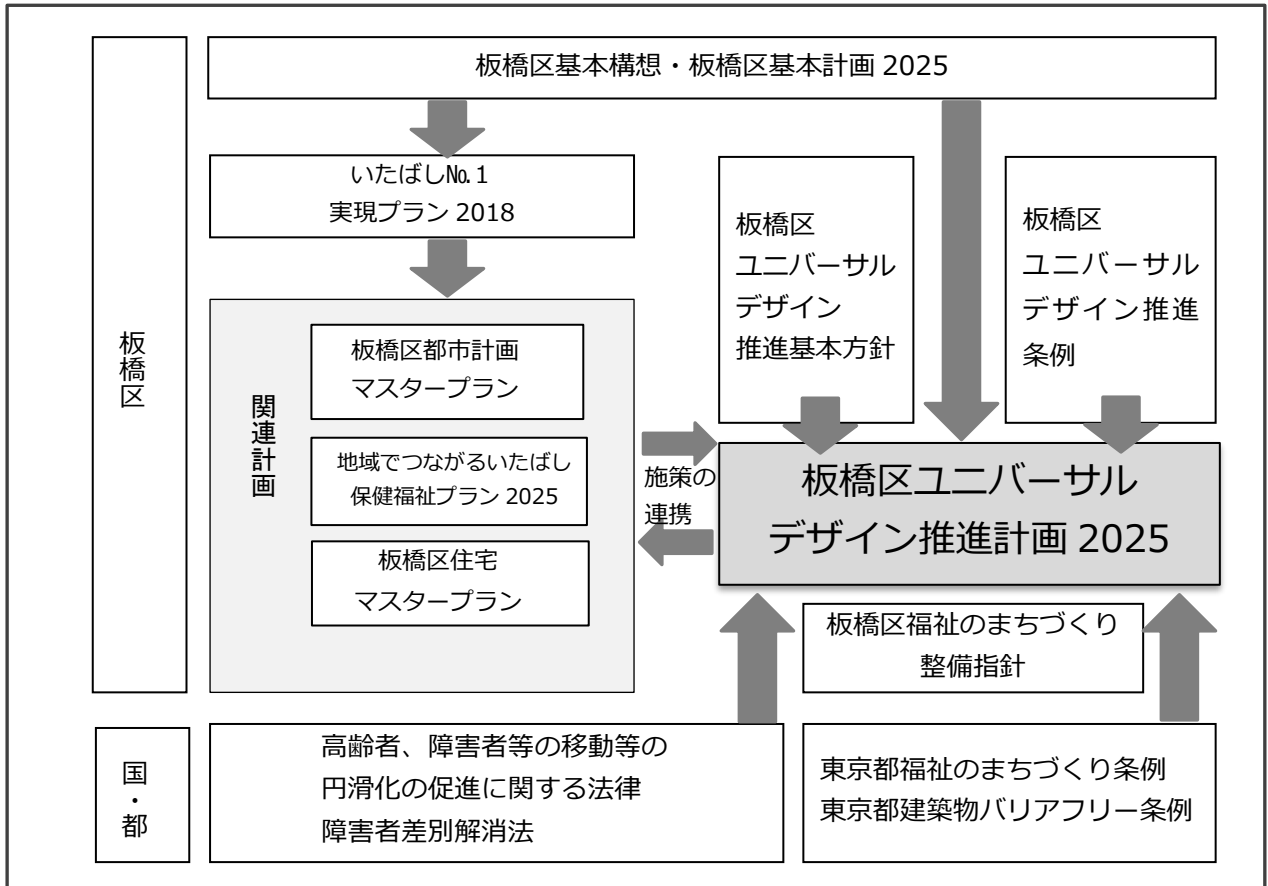 板橋区基本構想・板橋区基本計画 2025
いたばし№1
実現プラン 2018
板橋区
ユニバーサル
デザイン
推進基本方針
板橋区
ユニバーサル
デザイン推進
条例
板橋区
関連計画
板橋区都市計画
マスタープラン
地域でつながるいたばし
保健福祉プラン 2025
板橋区住宅
マスタープラン
施策の
連携
板橋区ユニバーサル
デザイン推進計画 2025
板橋区福祉のまちづくり
整備指針
国・都
高齢者、障害者等の移動等の
円滑化の促進に関する法律
障害者差別解消法
東京都福祉のまちづくり条例
東京都建築物バリアフリー条例